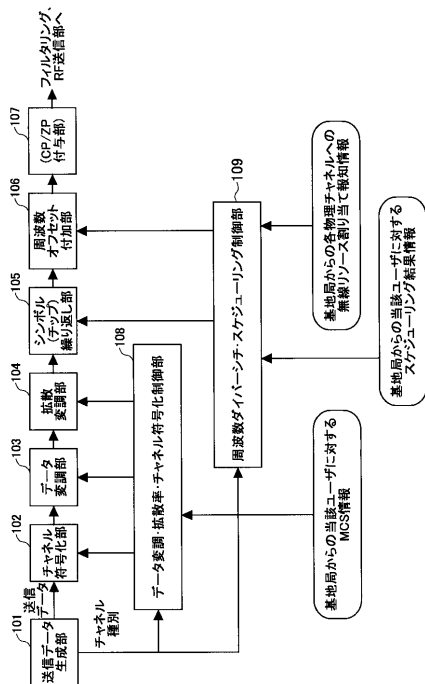 101
送信データ
生成部
送信
データ
チャネル
種別
102
チャネル
符号化部
103
データ
変調部
104
拡散
変調部
105
シンボル
(チップ)
繰り返し部
106
周波数
オフセット
付加部
107
(CP/ZP
付与部)
フィルタリング、
RF送信部へ
108
データ変調・拡散率・チャネル符号化制御部
109
周波数ダイバーシチ・スケジューリング制御部
基地局からの当該ユーザに対する
MCS情報
基地局からの当該ユーザに対する
スケジューリング結果情報
基地局からの各物理チャネルへの
無線リソース割り当て報知情報